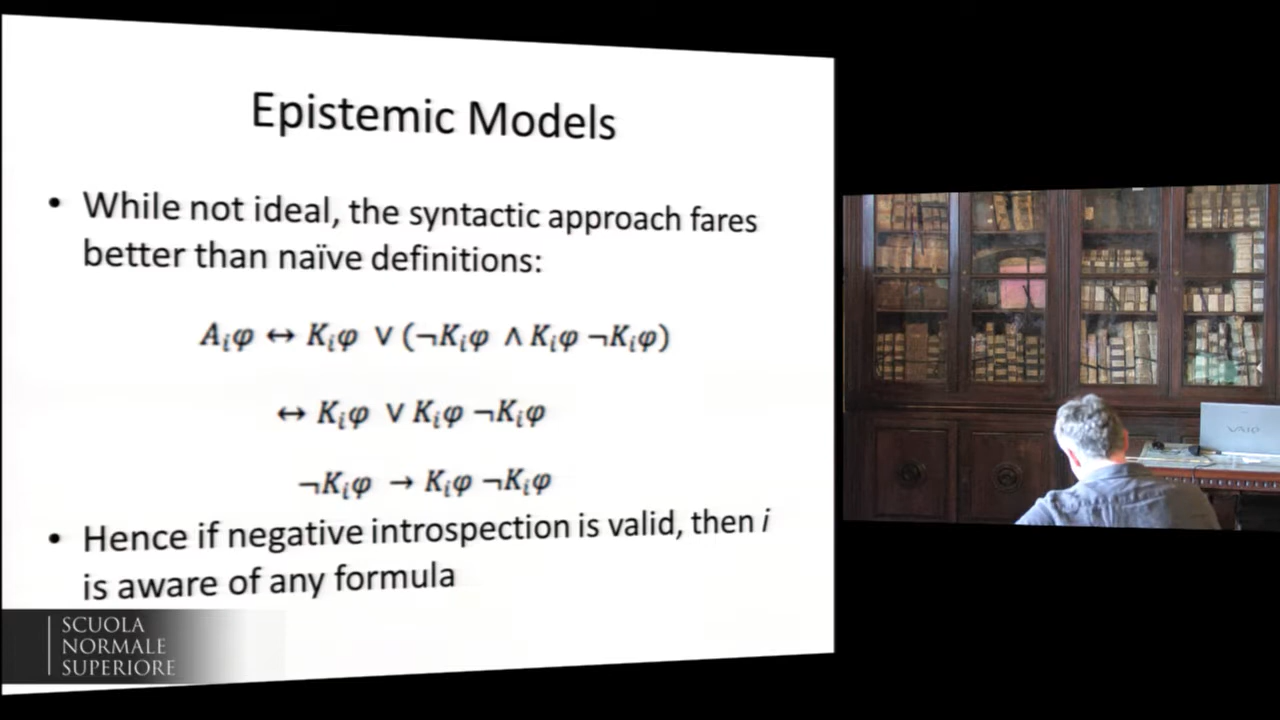 Epistemic Models
• While not ideal, the syntactic approach fares
better than naïve definitions:
Aᵢφ ↔ Kᵢφ ∨ (¬Kᵢφ ∧ Kᵢφ ¬Kᵢφ)
↔ Kᵢφ ∨ Kᵢφ ¬Kᵢφ
¬Kᵢφ → Kᵢφ ¬Kᵢφ
• Hence if negative introspection is valid, then i
is aware of any formula
SCUOLA
NORMALE
SUPERIORE
VAIO